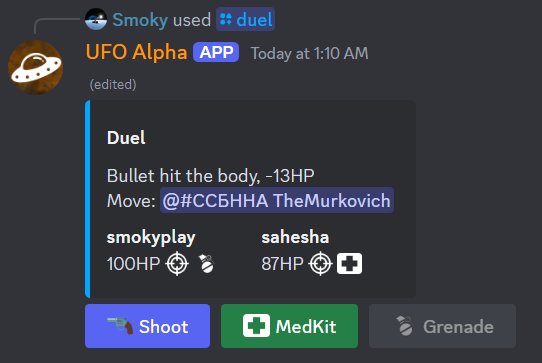 Smoky used duel
UFO Alpha APP Today at 1:10 AM
(edited)
Duel
Bullet hit the body, -13HP
Move: @#ССБННА TheMurkovich
smokyplay sahesha
100HP 87HP
Shoot MedKit Grenade